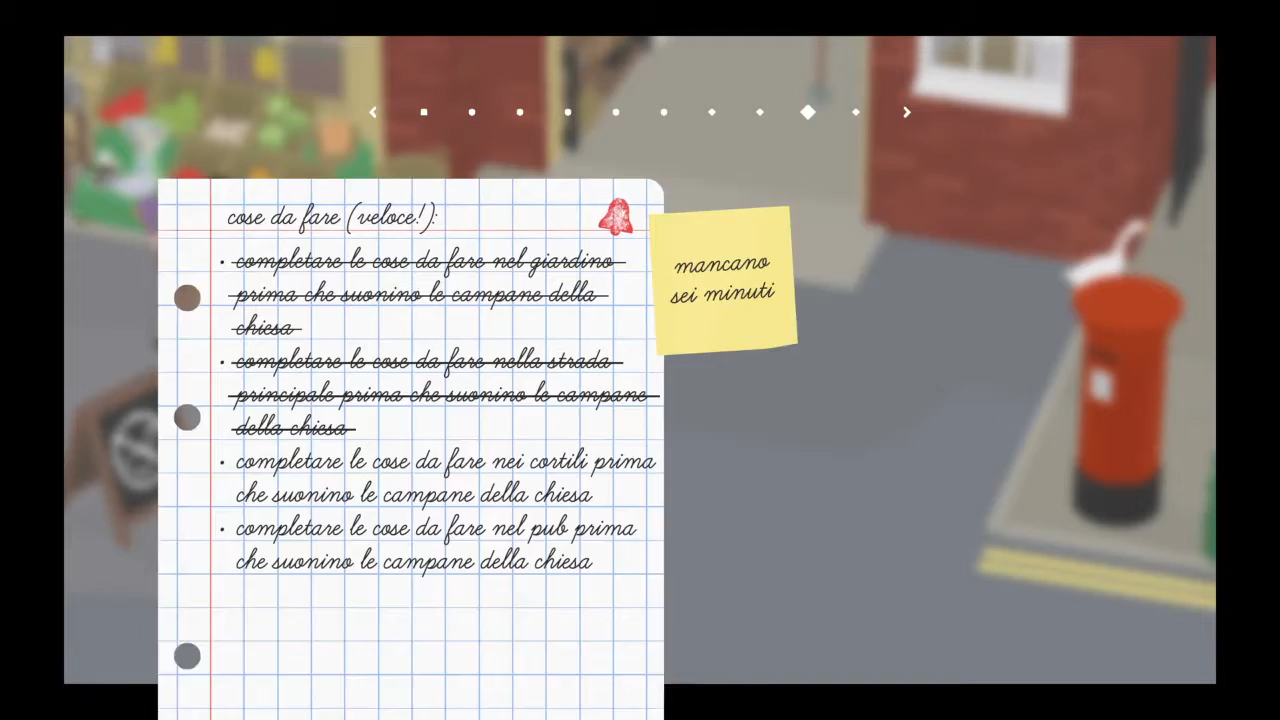 cose da fare (veloce!):
• completare le cose da fare nel giardino
prima che suonino le campane della
chiesa
• completare le cose da fare nella strada
principale prima che suonino le campane
della chiesa
• completare le cose da fare nei cortili prima
che suonino le campane della chiesa
• completare le cose da fare nel pub prima
che suonino le campane della chiesa
mancano
sei minuti